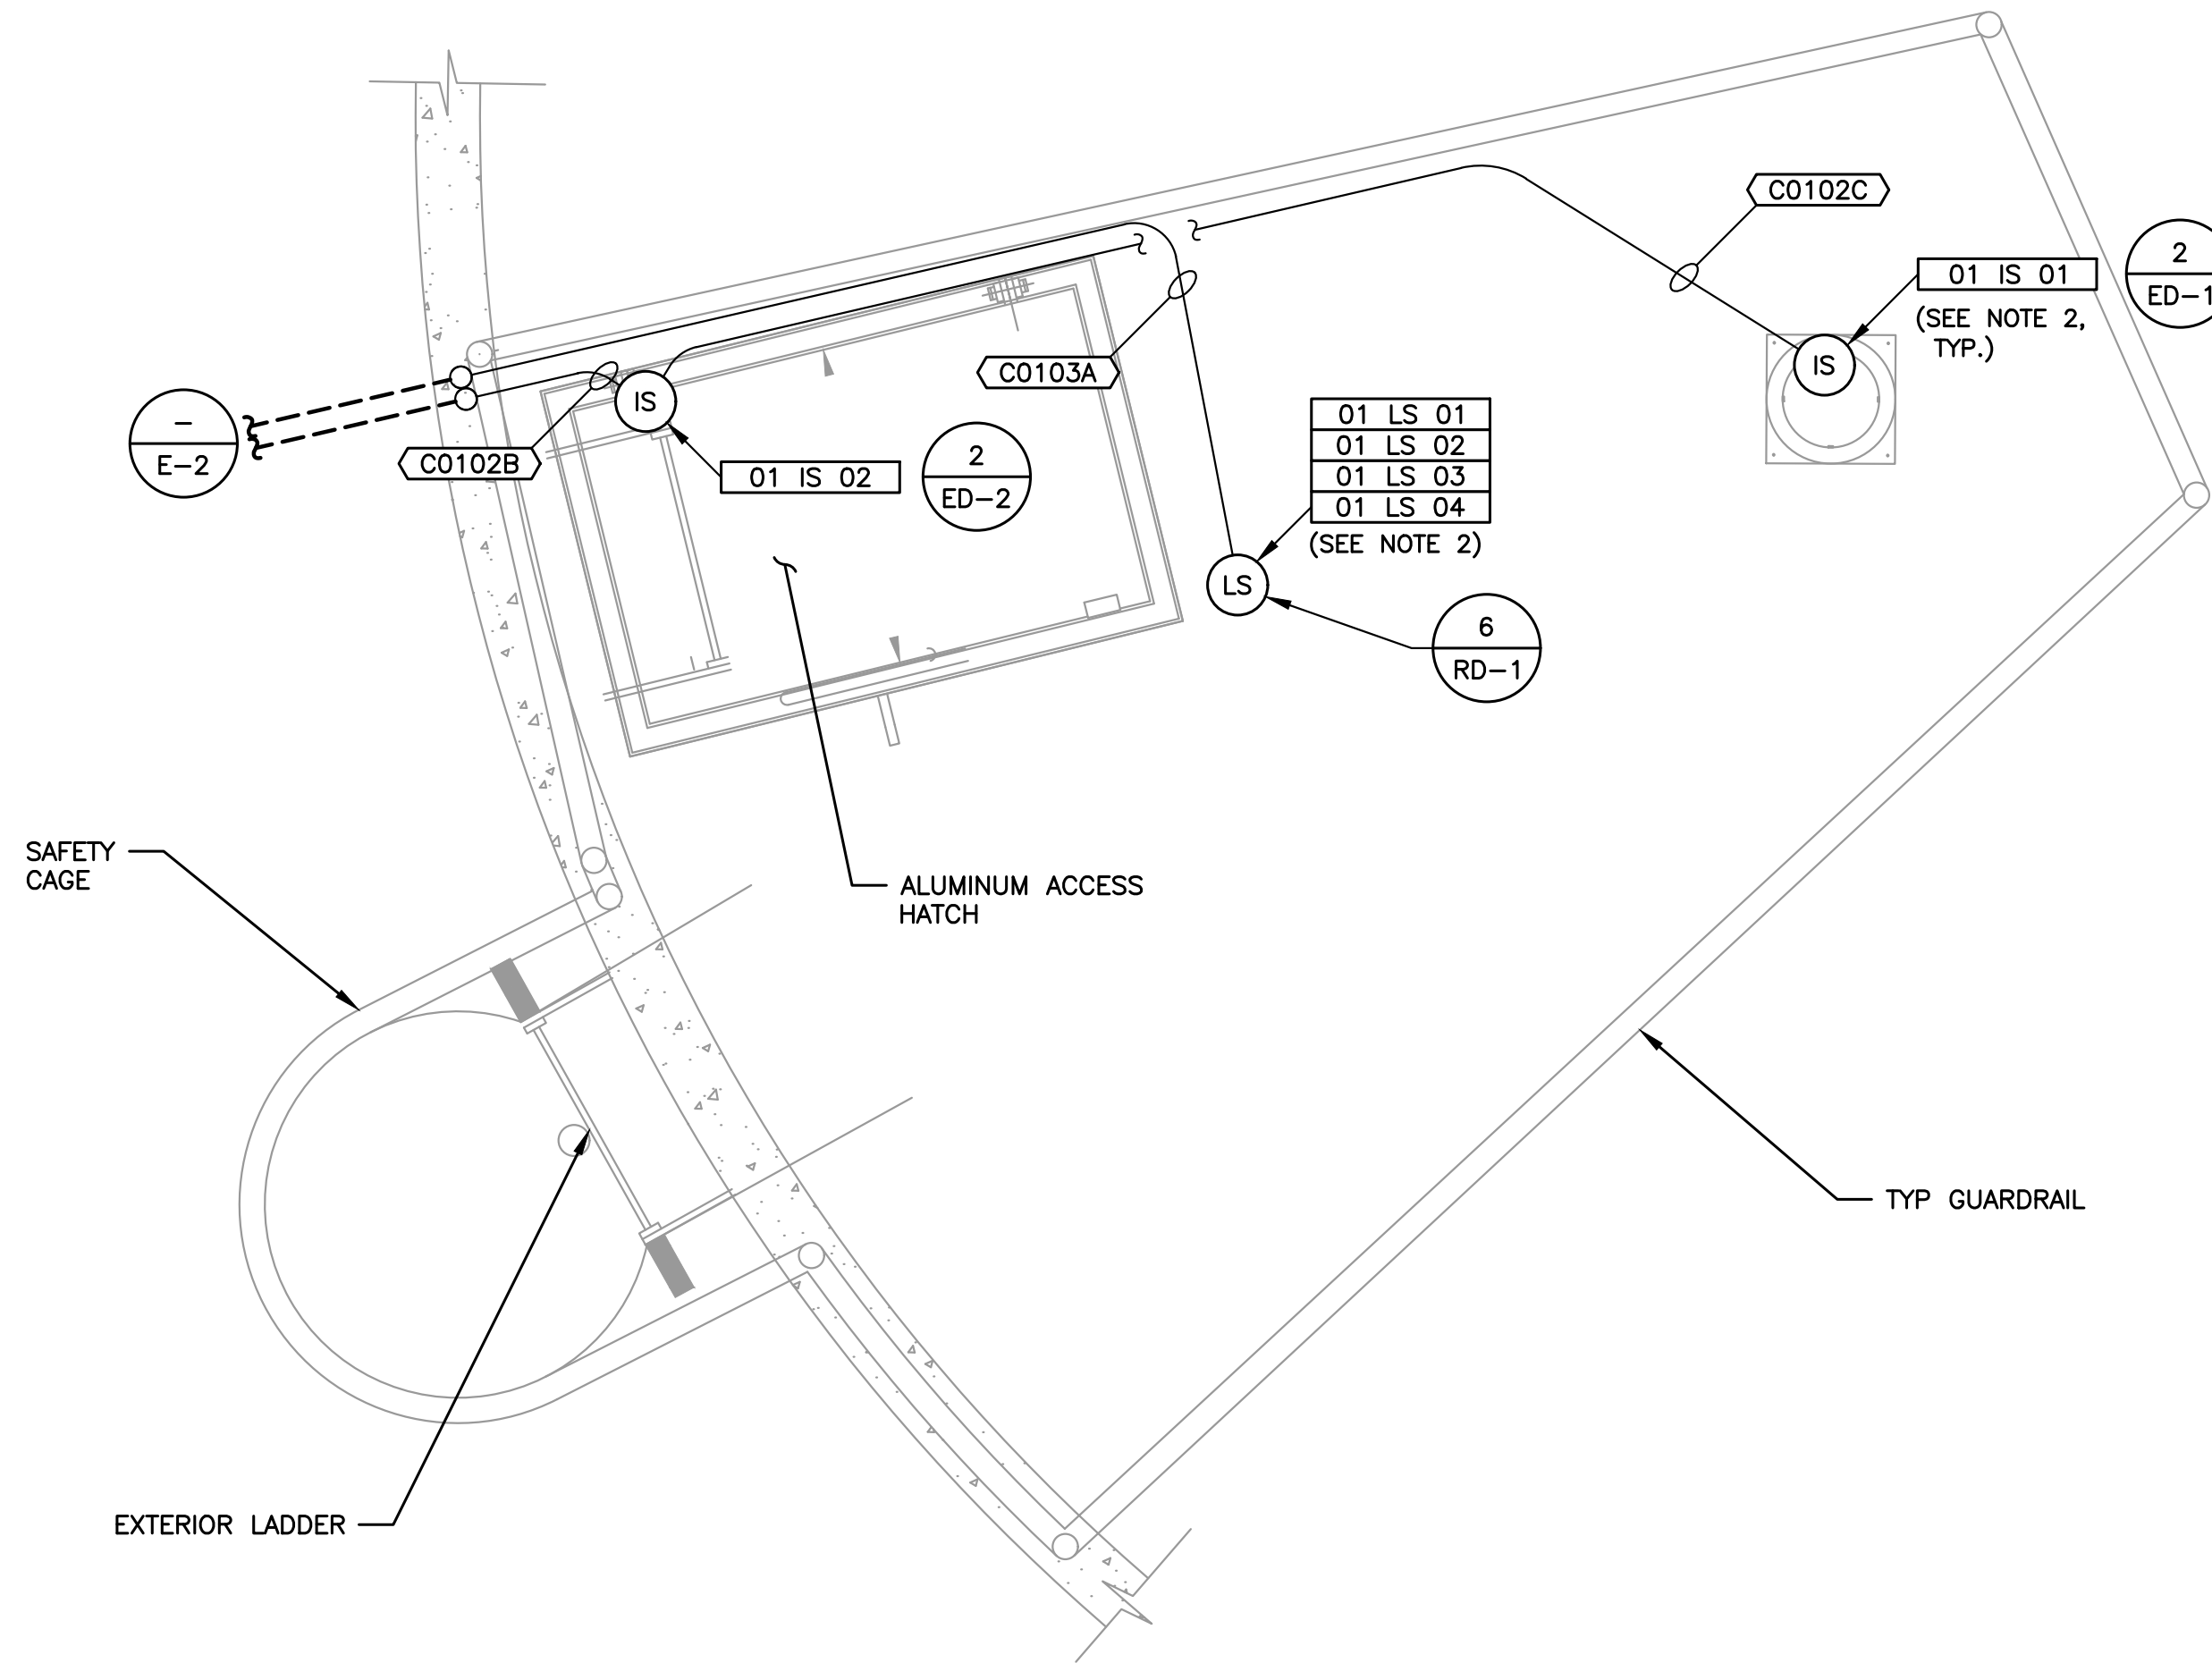 C0102C
2
ED-1
01 IS 01
(SEE NOTE 2,
TYP.)
IS
C0103A
IS
–
E-2
C0102B
01 IS 02
2
ED-2
01 LS 01
01 LS 02
01 LS 03
01 LS 04
(SEE NOTE 2)
LS
6
RD-1
SAFETY
CAGE
ALUMINUM ACCESS
HATCH
TYP GUARDRAIL
EXTERIOR LADDER